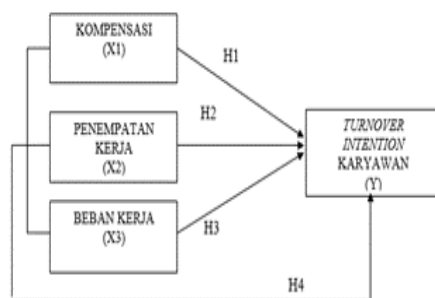 KOMPENSASI
(X1)
H1
H2
PENEMPATAN
KERJA
(X2)
TURNOVER
INTENTION
KARYAWAN
(Y)
BEBAN KERJA
(X3)
H3
H4